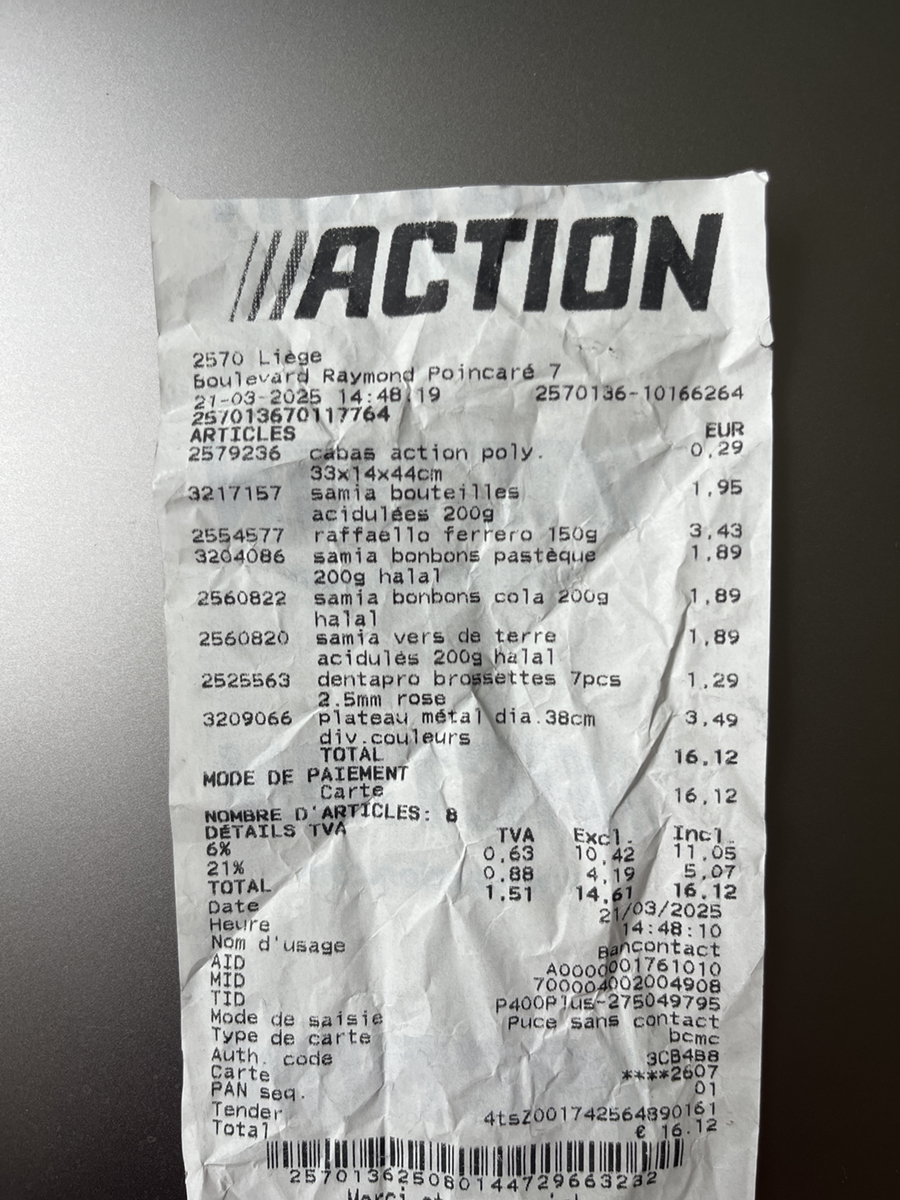 ///ACTION
2570 Liège
Boulevard Raymond Poincaré 7
21-03-2025 14:48:19 2570136-10166264
257013670117764
ARTICLES EUR
2579236 cabas action poly. 0,29
33x14x44cm
3217157 samia bouteilles 1,95
acidulées 200g
2554577 raffaello ferrero 150g 3,43
3204086 samia bonbons pastèque 1,89
200g halal
2560822 samia bonbons cola 200g 1,89
halal
2560820 samia vers de terre 1,89
acidulés 200g halal
2525563 dentapro brossettes 7pcs 1,29
2.5mm rose
3209066 plateau métal dia.38cm 3,49
div.couleurs
TOTAL 16,12
MODE DE PAIEMENT
Carte 16,12
NOMBRE D'ARTICLES: 8
DÉTAILS TVA TVA Excl. Incl.
6% 0,63 10,42 11,05
21% 0,88 4,19 5,07
TOTAL 1,51 14,61 16,12
Date 21/03/2025
Heure 14:48:10
Nom d'usage Bancontact
AID A0000001761010
MID 700004002004908
TID P400Plus-275049795
Mode de saisie Puce sans contact
Type de carte bcmc
Auth. code 3CB4B8
Carte ****2607
PAN seq. 01
Tender 4tsZ001742564890161
Total € 16.12
2570136250801447296632​32
Merci et